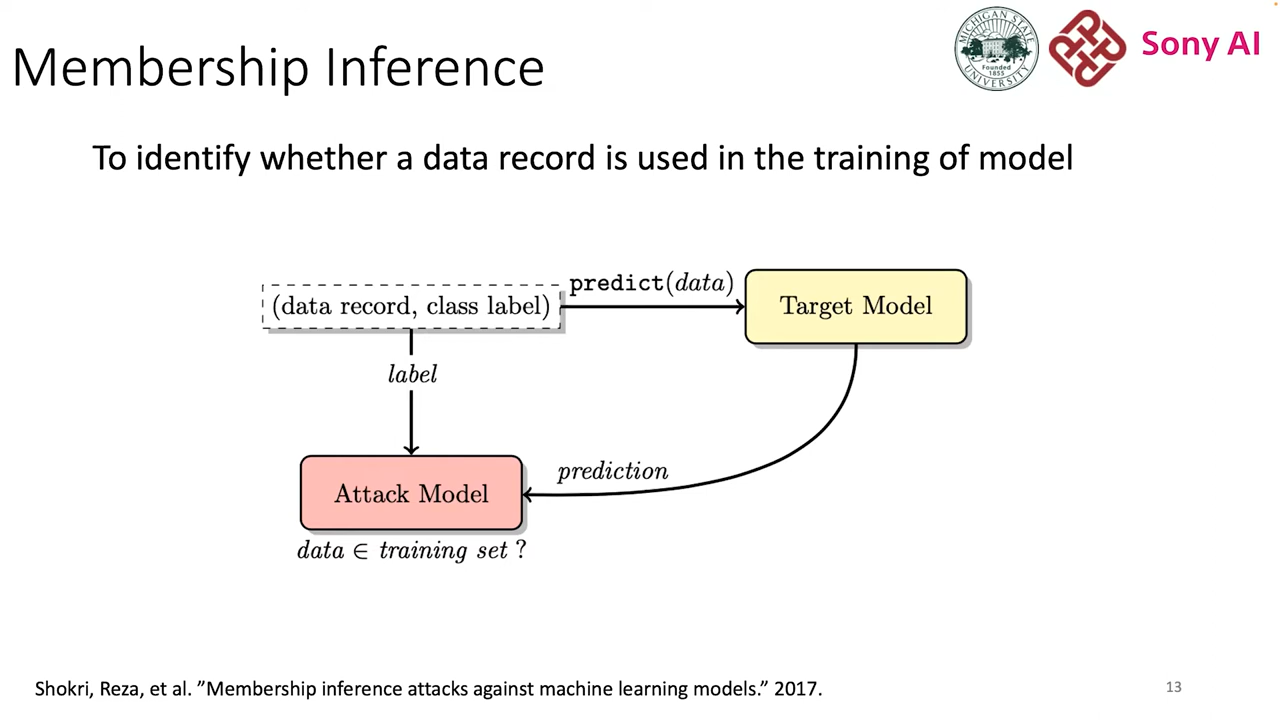 Membership Inference
MICHIGAN STATE UNIVERSITY
Founded
1855
Sony AI
To identify whether a data record is used in the training of model
(data record, class label)
predict(data)
Target Model
label
prediction
Attack Model
data ∈ training set ?
Shokri, Reza, et al. ”Membership inference attacks against machine learning models.” 2017.
13